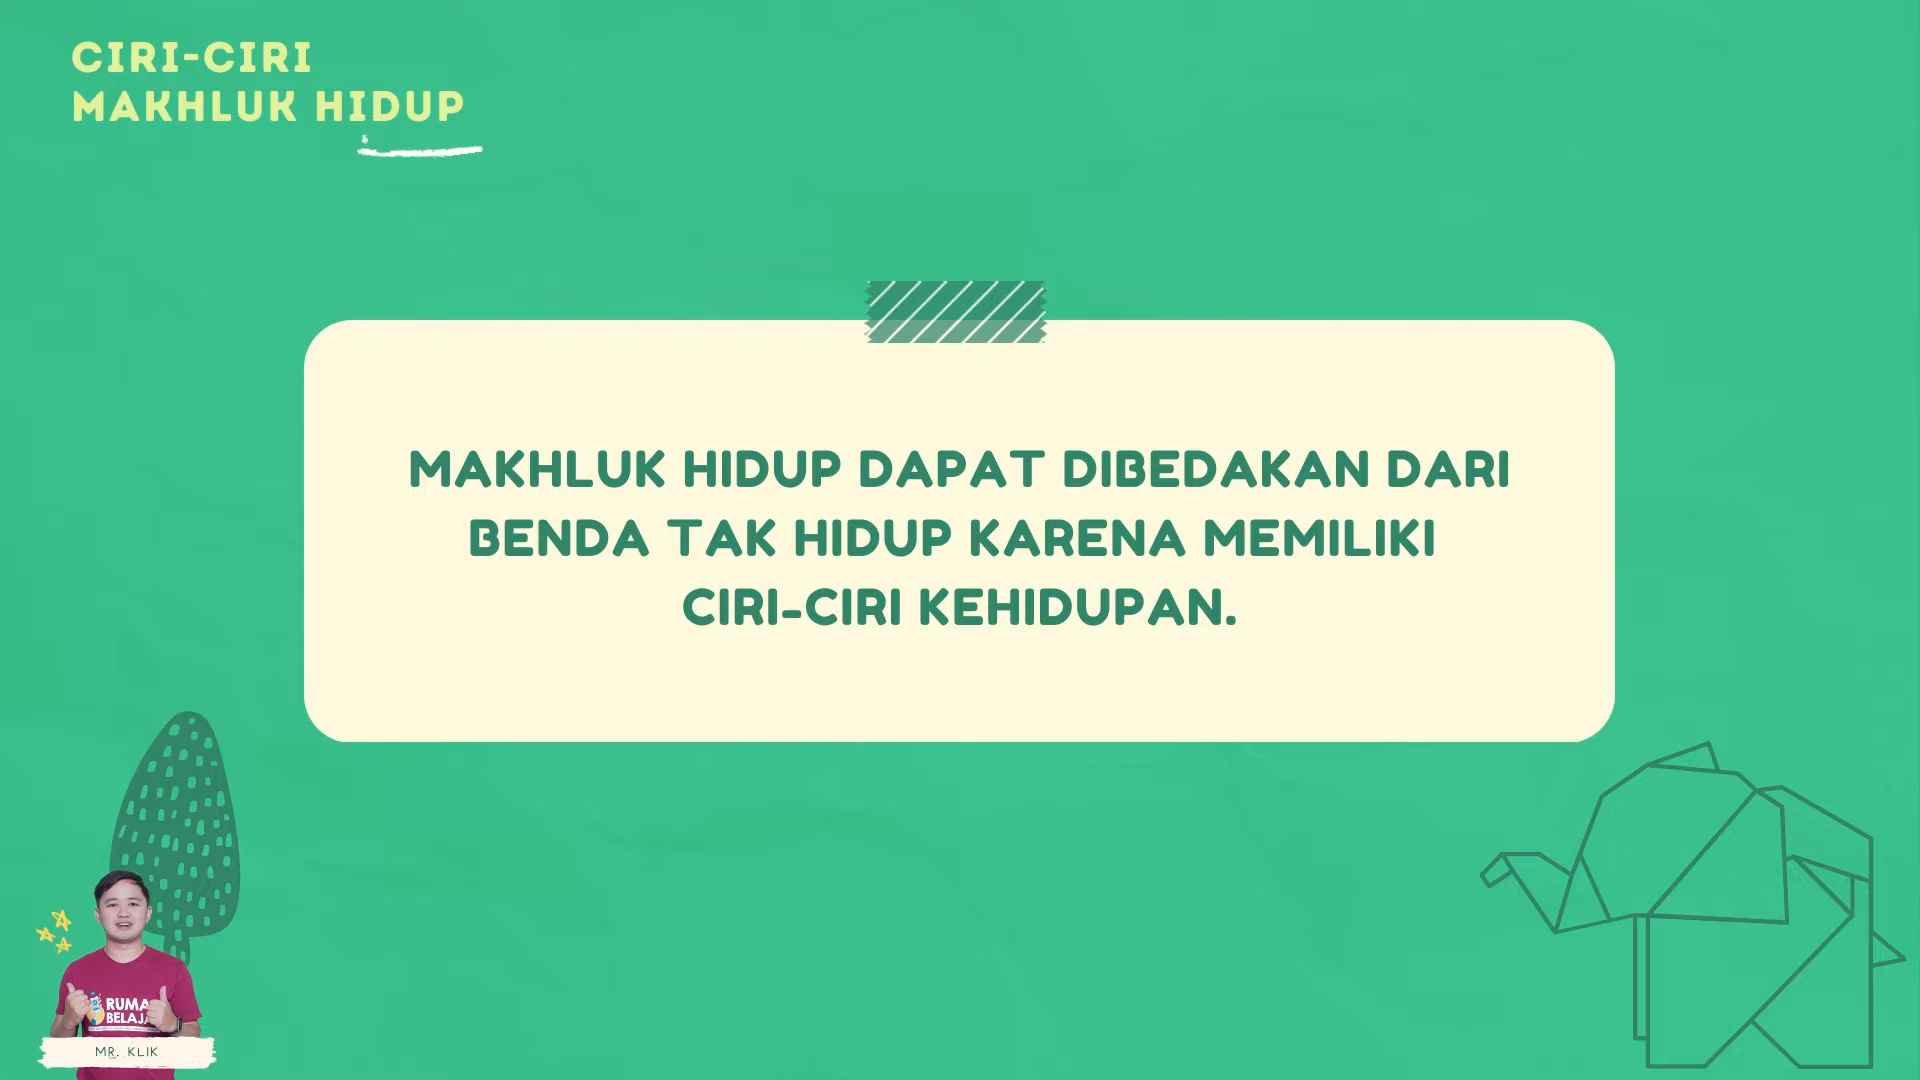 CIRI-CIRI
MAKHLUK HIDUP
MAKHLUK HIDUP DAPAT DIBEDAKAN DARI
BENDA TAK HIDUP KARENA MEMILIKI
CIRI-CIRI KEHIDUPAN.
MR. KLIK